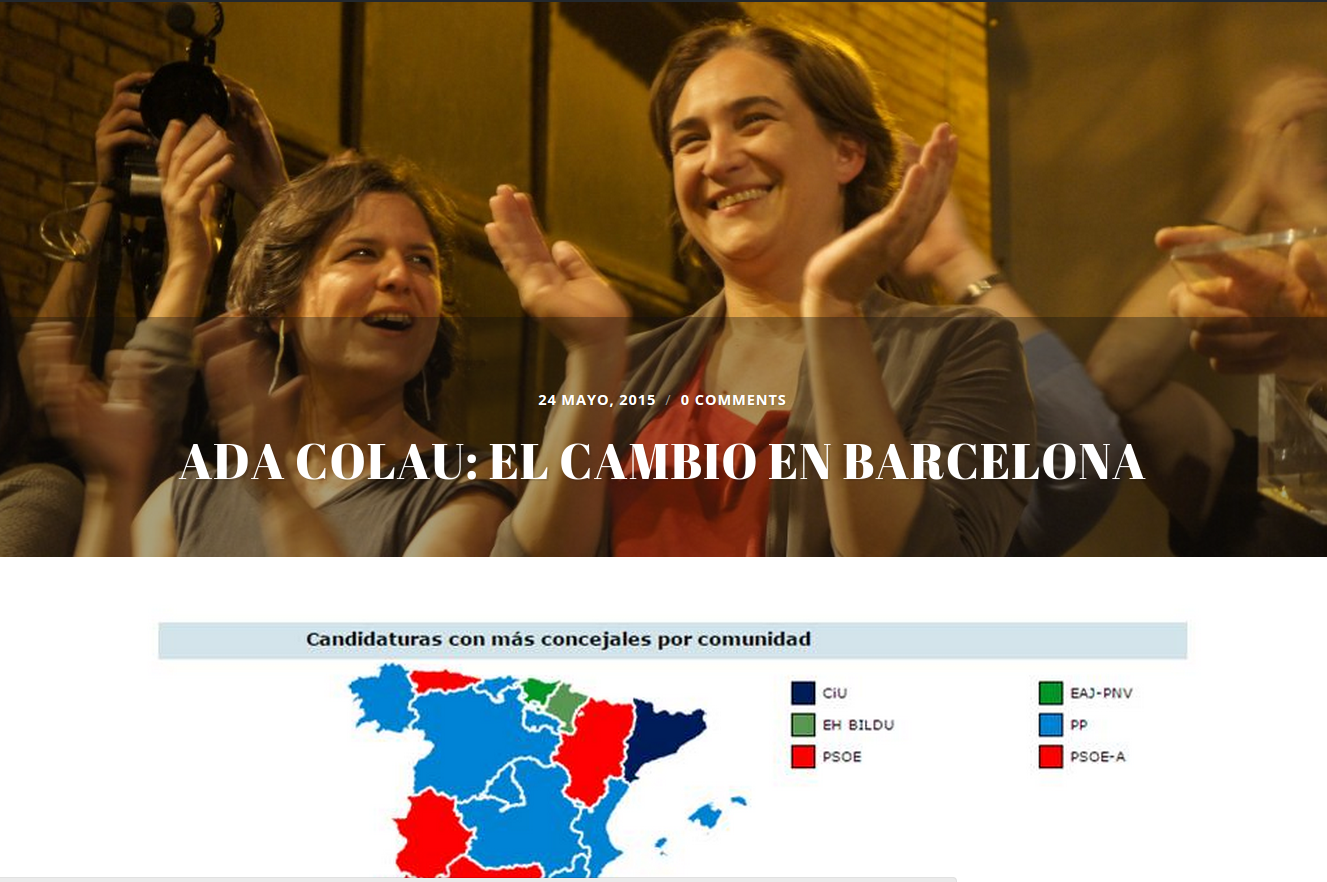 24 MAYO, 2015 / 0 COMMENTS
ADA COLAU: EL CAMBIO EN BARCELONA
Candidaturas con más concejales por comunidad
CiU
EAJ-PNV
EH BILDU
PP
PSOE
PSOE-A